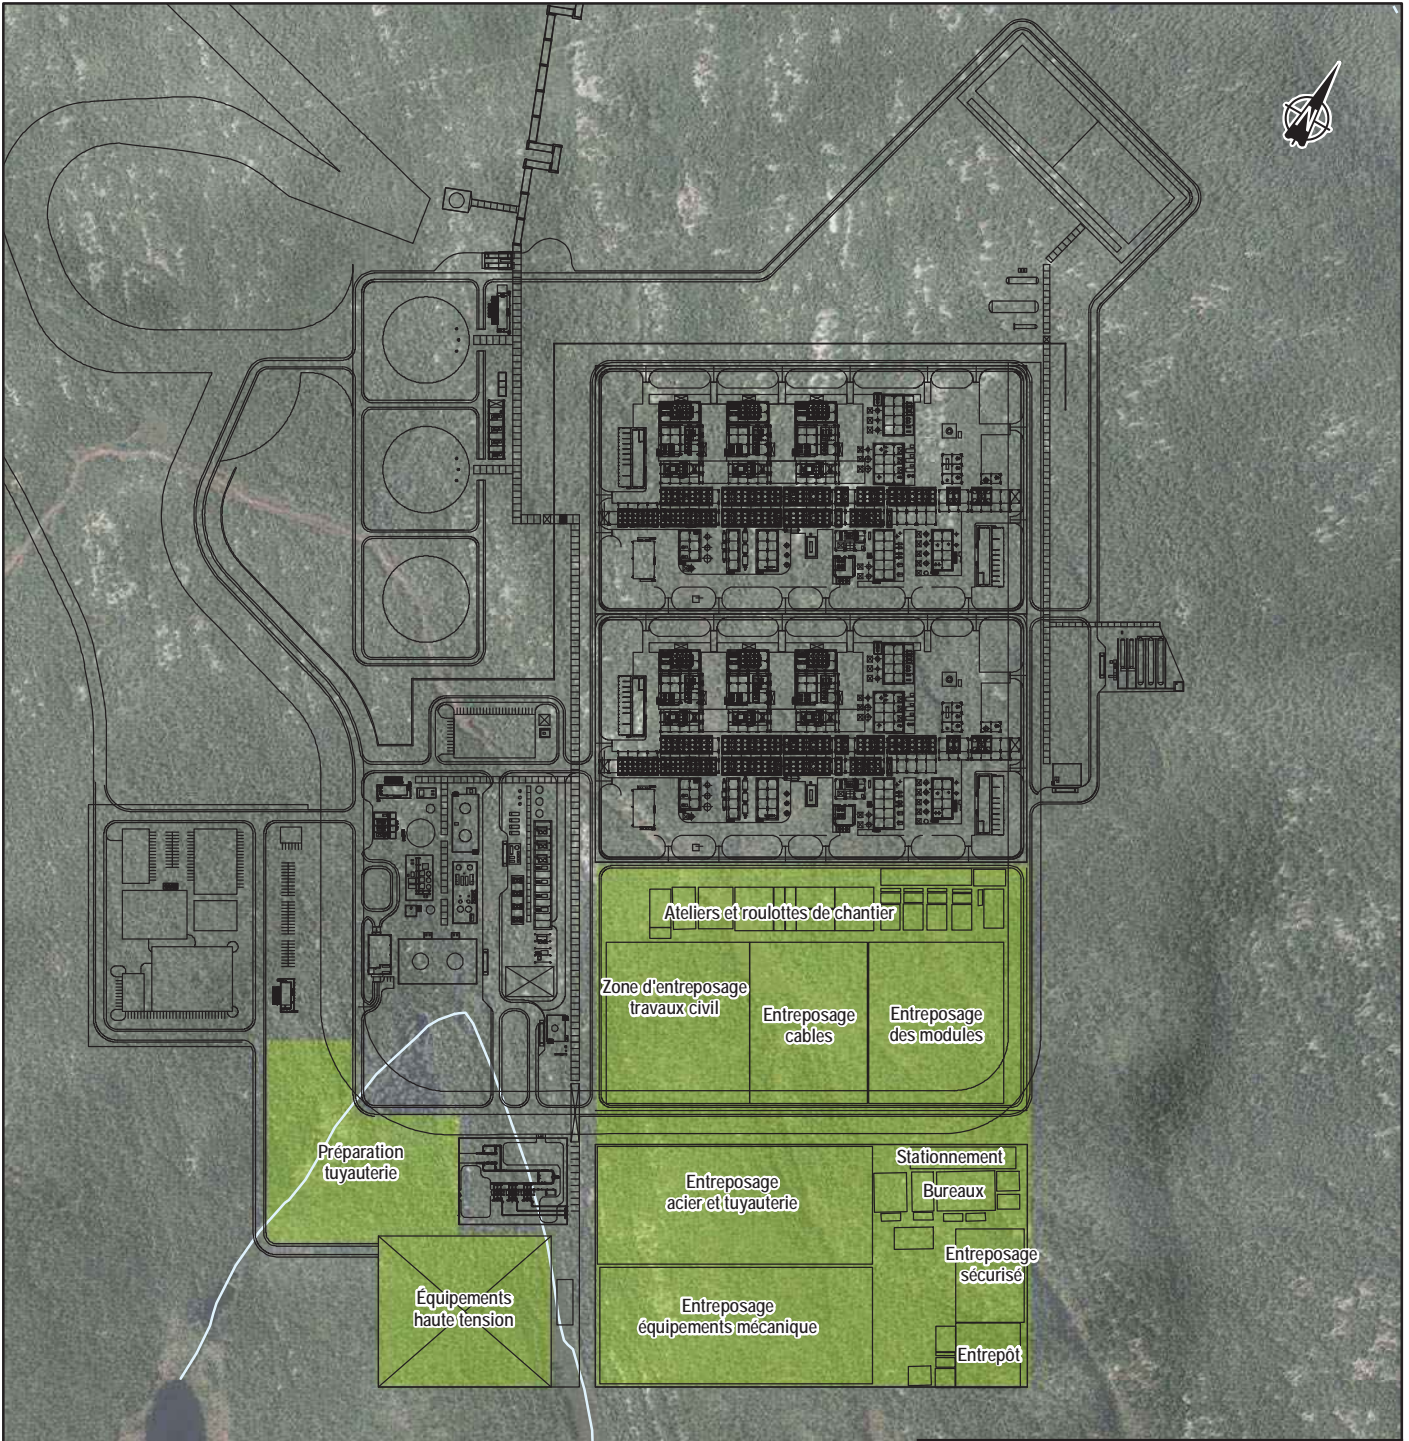 Ateliers et roulottes de chantier
Zone d'entreposage
travaux civil
Entreposage
cables
Entreposage
des modules
Préparation
tuyauterie
Entreposage
acier et tuyauterie
Stationnement
Bureaux
Entreposage
sécurisé
Équipements
haute tension
Entreposage
équipements mécanique
Entrepôt